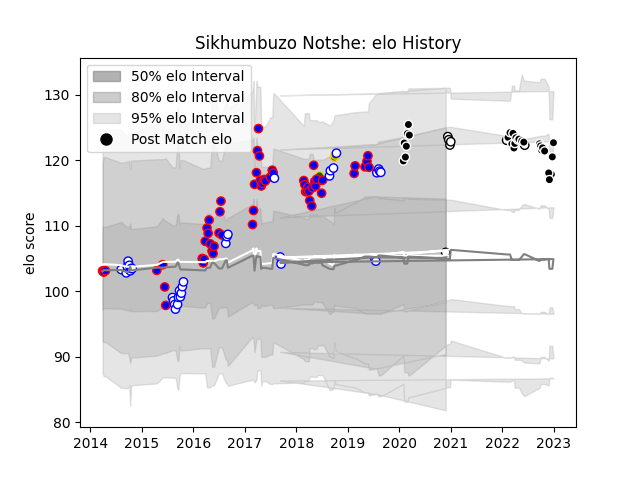 Sikhumbuzo Notshe: elo History
50% elo Interval
80% elo Interval
95% elo Interval
Post Match elo
elo score
130
120
110
100
90
80
2014 2015 2016 2017 2018 2019 2020 2021 2022 2023